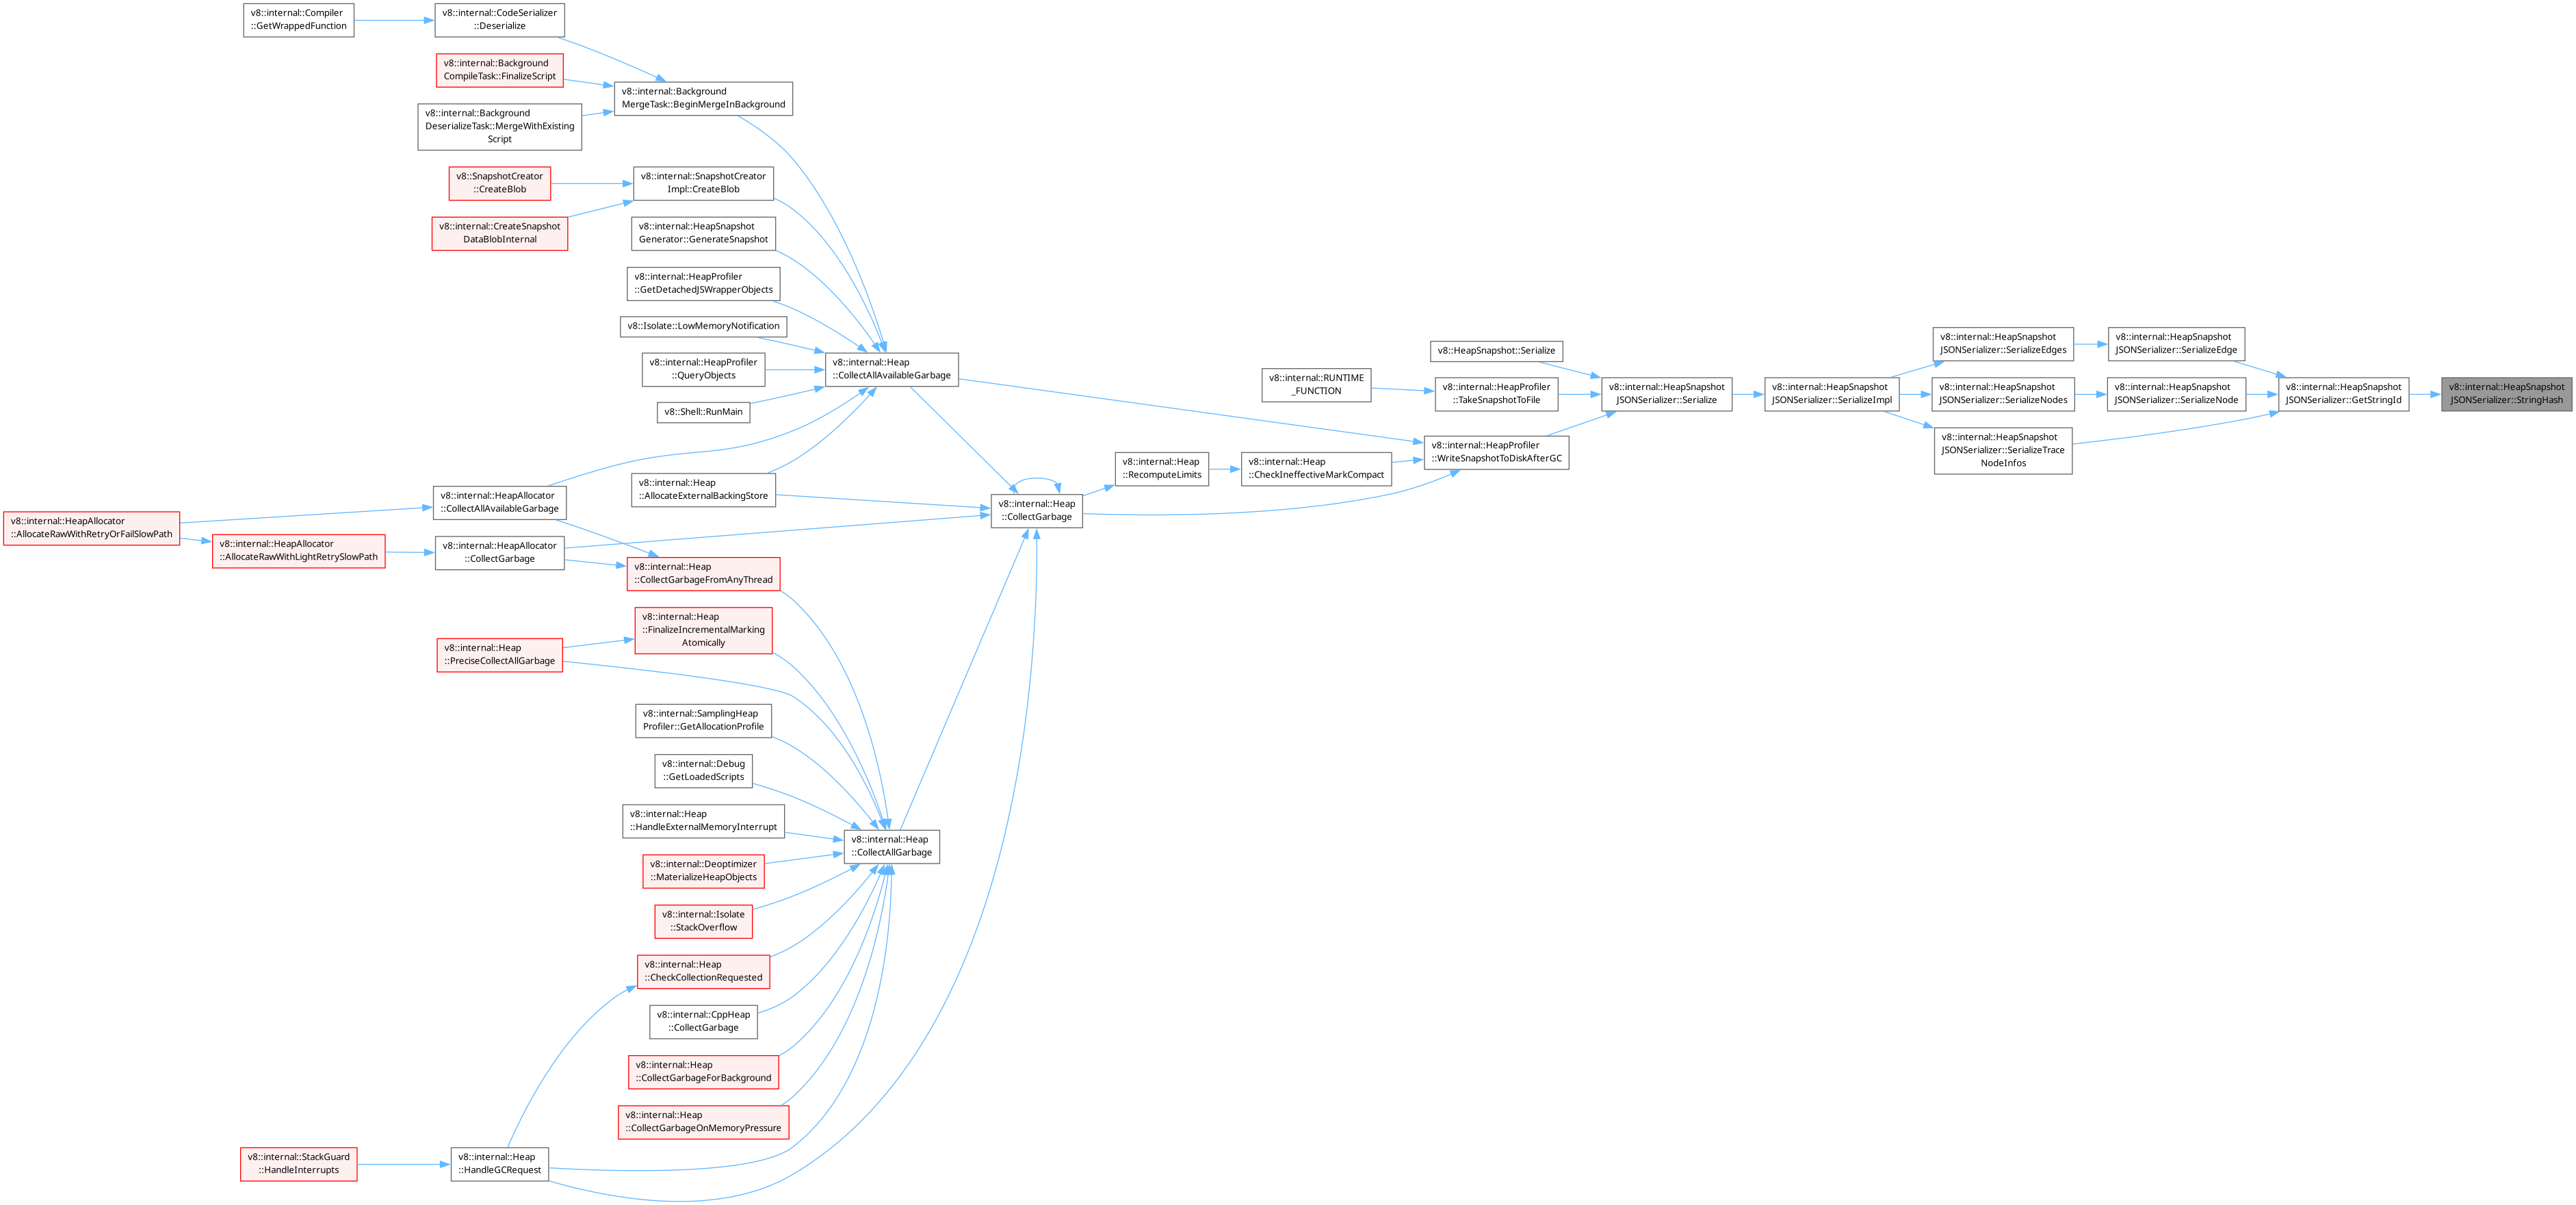 v8::internal::Compiler
::GetWrappedFunction
v8::internal::CodeSerializer
::Deserialize
v8::internal::Background
CompileTask::FinalizeScript
v8::internal::Background
MergeTask::BeginMergeInBackground
v8::internal::Background
DeserializeTask::MergeWithExisting
Script
v8::SnapshotCreator
::CreateBlob
v8::internal::SnapshotCreator
Impl::CreateBlob
v8::internal::CreateSnapshot
DataBlobInternal
v8::internal::HeapSnapshot
Generator::GenerateSnapshot
v8::internal::HeapProfiler
::GetDetachedJSWrapperObjects
v8::Isolate::LowMemoryNotification
v8::internal::HeapProfiler
::QueryObjects
v8::Shell::RunMain
v8::internal::Heap
::CollectAllAvailableGarbage
v8::internal::Heap
::AllocateExternalBackingStore
v8::internal::HeapAllocator
::CollectAllAvailableGarbage
v8::internal::HeapAllocator
::AllocateRawWithRetryOrFailSlowPath
v8::internal::HeapAllocator
::AllocateRawWithLightRetrySlowPath
v8::internal::HeapAllocator
::CollectGarbage
v8::internal::Heap
::CollectGarbageFromAnyThread
v8::internal::Heap
::FinalizeIncrementalMarking
Atomically
v8::internal::Heap
::PreciseCollectAllGarbage
v8::internal::SamplingHeap
Profiler::GetAllocationProfile
v8::internal::Debug
::GetLoadedScripts
v8::internal::Heap
::HandleExternalMemoryInterrupt
v8::internal::Heap
::CollectAllGarbage
v8::internal::Deoptimizer
::MaterializeHeapObjects
v8::internal::Isolate
::StackOverflow
v8::internal::Heap
::CheckCollectionRequested
v8::internal::CppHeap
::CollectGarbage
v8::internal::Heap
::CollectGarbageForBackground
v8::internal::Heap
::CollectGarbageOnMemoryPressure
v8::internal::StackGuard
::HandleInterrupts
v8::internal::Heap
::HandleGCRequest
v8::internal::Heap
::CollectGarbage
v8::internal::Heap
::RecomputeLimits
v8::internal::Heap
::CheckIneffectiveMarkCompact
v8::internal::RUNTIME
_FUNCTION
v8::HeapSnapshot::Serialize
v8::internal::HeapProfiler
::TakeSnapshotToFile
v8::internal::HeapProfiler
::WriteSnapshotToDiskAfterGC
v8::internal::HeapSnapshot
JSONSerializer::Serialize
v8::internal::HeapSnapshot
JSONSerializer::SerializeImpl
v8::internal::HeapSnapshot
JSONSerializer::SerializeEdges
v8::internal::HeapSnapshot
JSONSerializer::SerializeNodes
v8::internal::HeapSnapshot
JSONSerializer::SerializeTrace
NodeInfos
v8::internal::HeapSnapshot
JSONSerializer::SerializeEdge
v8::internal::HeapSnapshot
JSONSerializer::SerializeNode
v8::internal::HeapSnapshot
JSONSerializer::GetStringId
v8::internal::HeapSnapshot
JSONSerializer::StringHash